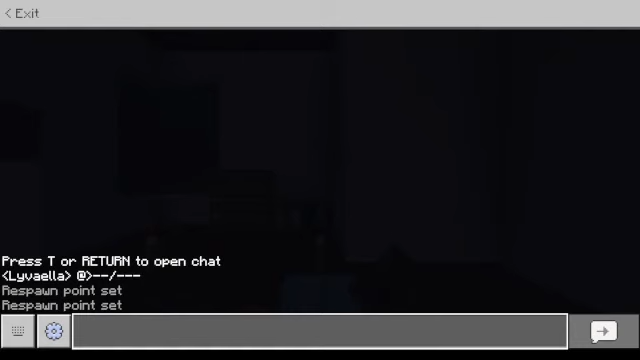 < Exit
Press T or RETURN to open chat
<Lyvaella> @>--/---
Respawn point set
Respawn point set